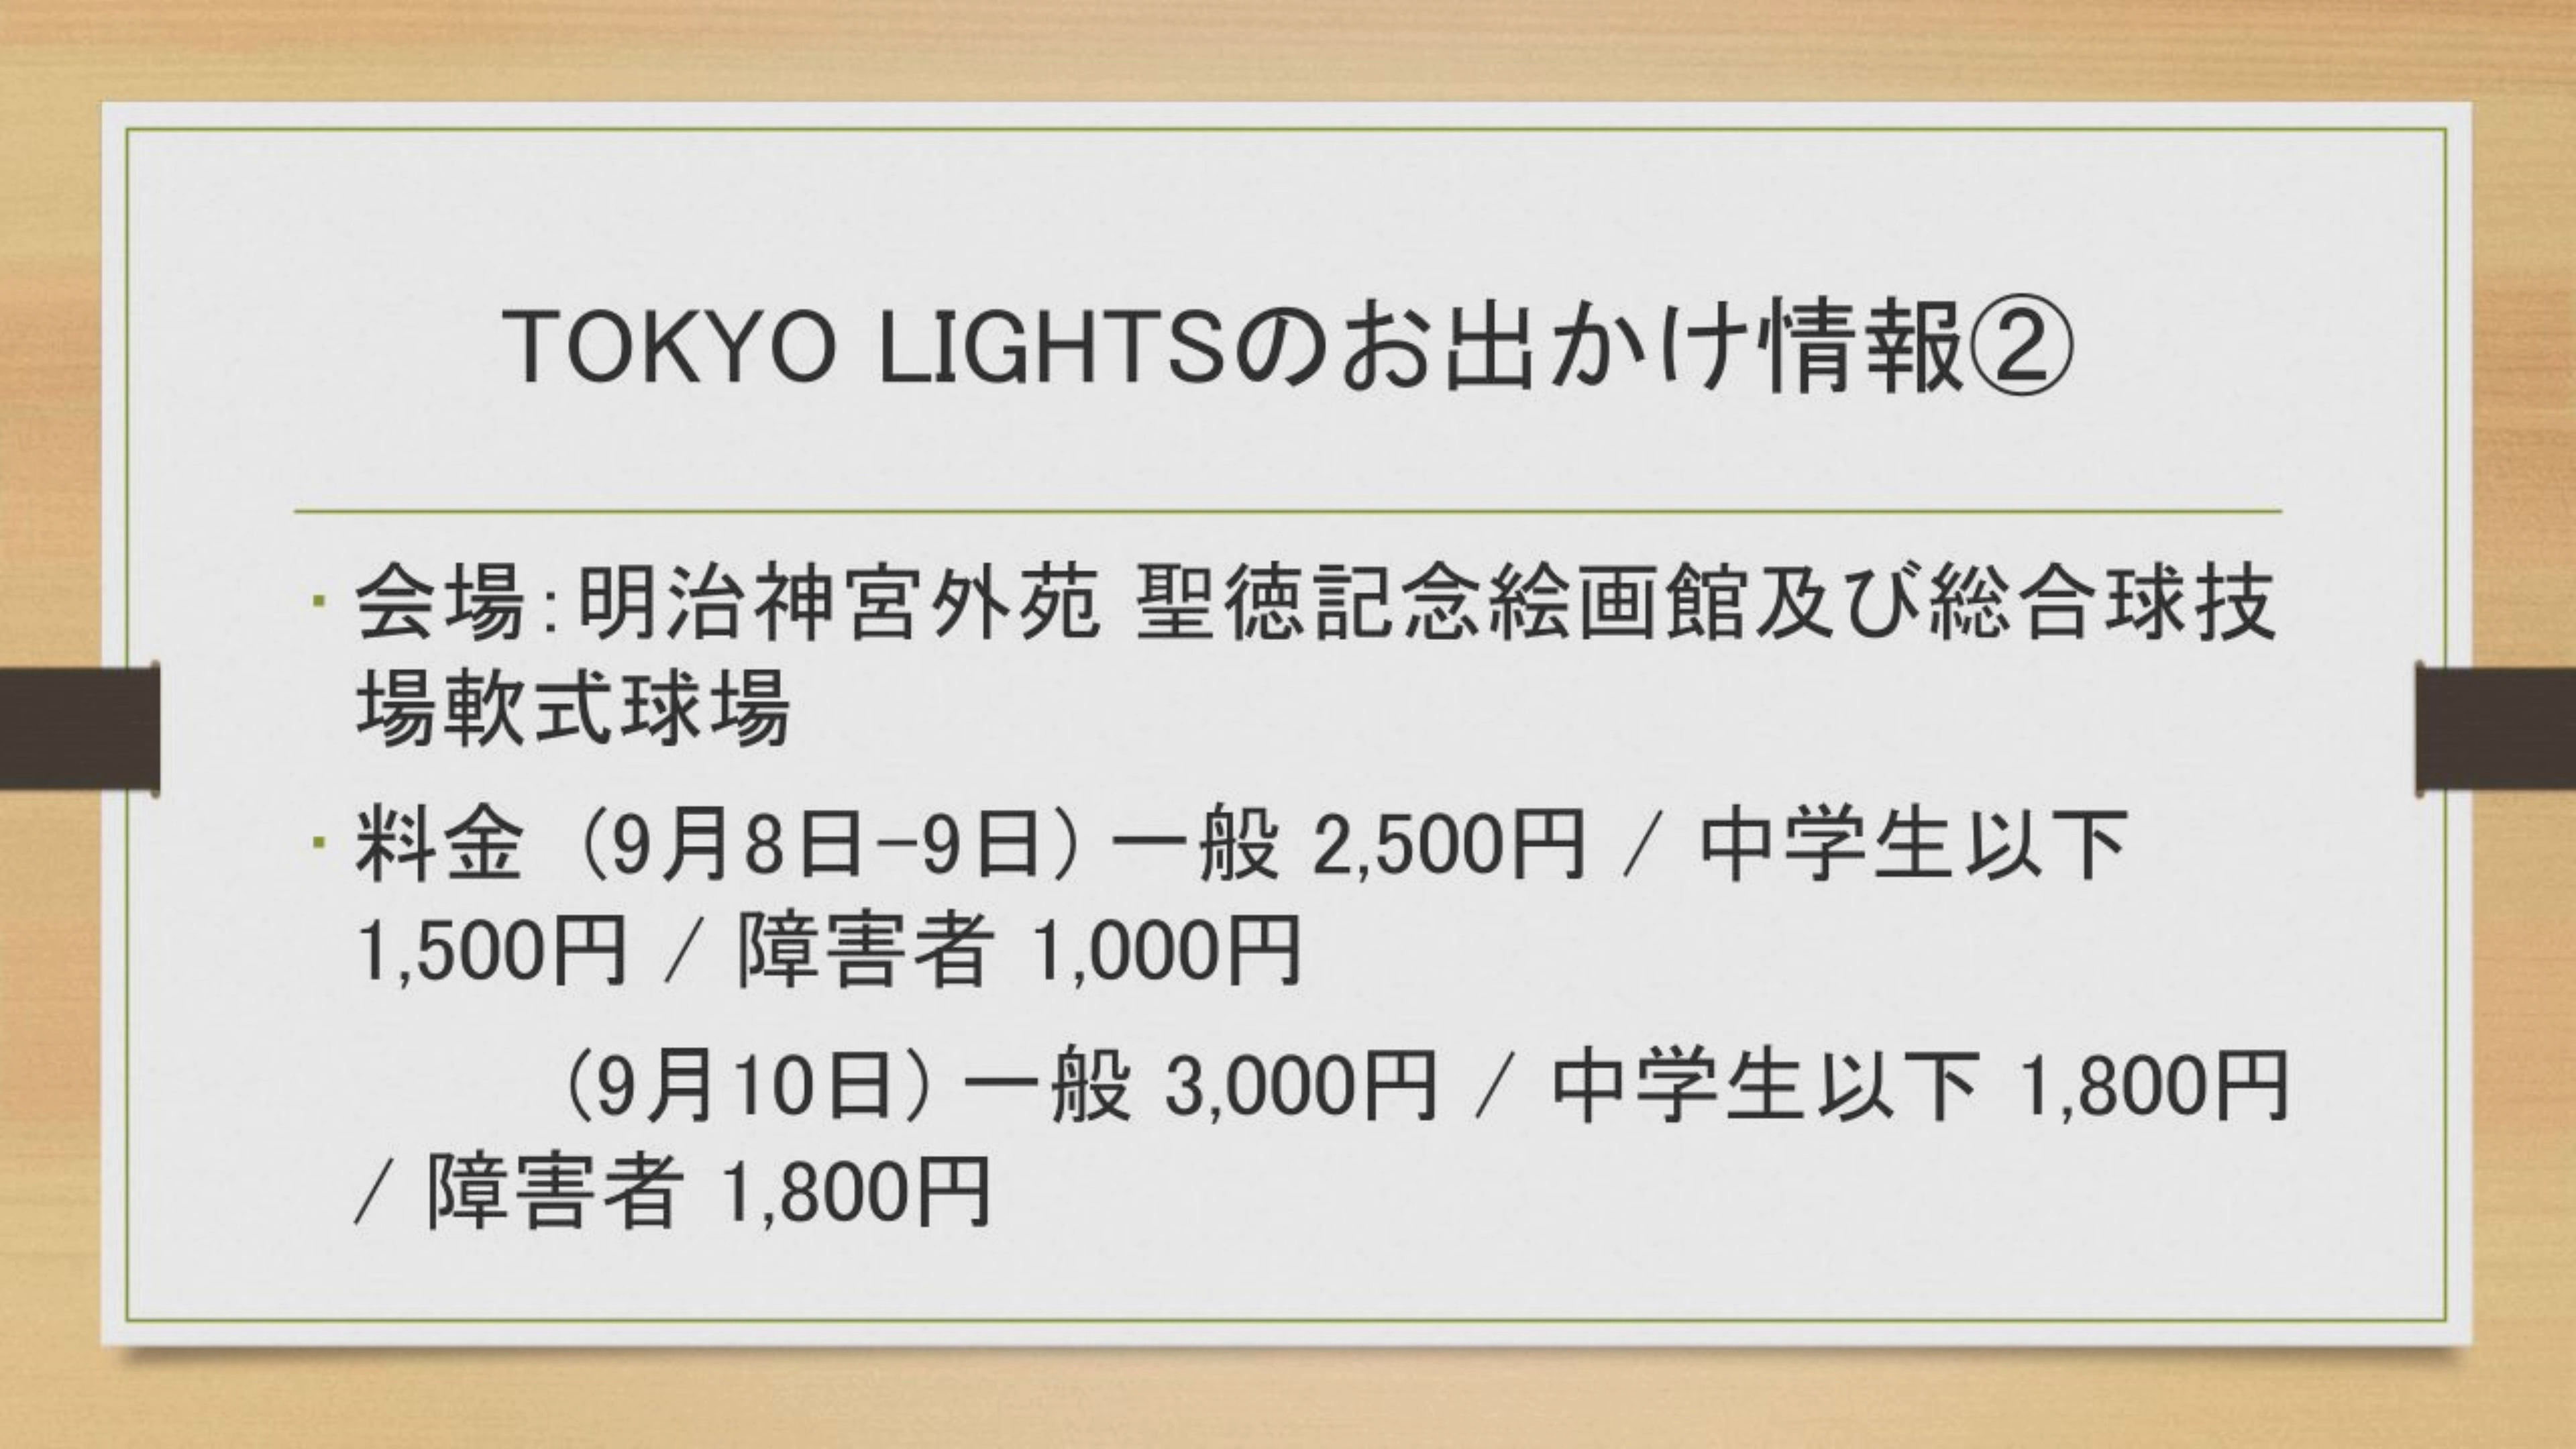 TOKYO LIGHTSのお出かけ情報②
▪ 会場：明治神宮外苑 聖徳記念絵画館及び総合球技
場軟式球場
▪ 料金 （9月8日−9日）一般 2,500円 / 中学生以下
1,500円 / 障害者 1,000円
（9月10日）一般 3,000円 / 中学生以下 1,800円
/ 障害者 1,800円